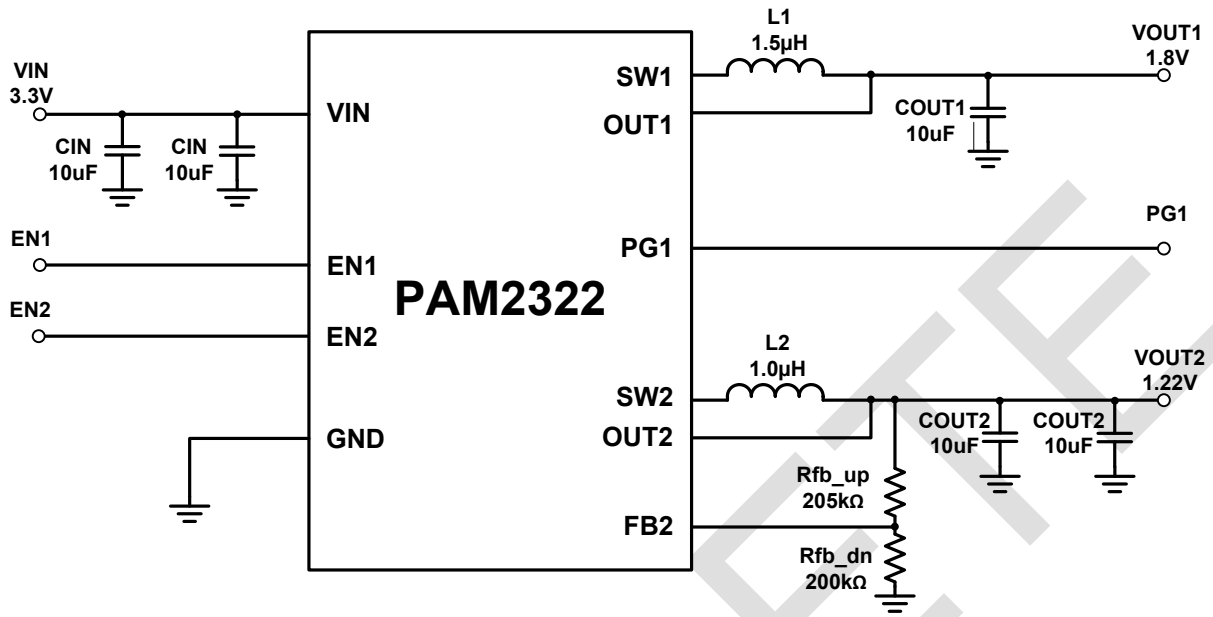 L1
1.5µH
VOUT1
1.8V
VIN
3.3V
SW1
VIN
OUT1
COUT1
10uF
CIN
10uF
CIN
10uF
PG1
PG1
EN1
EN1
PAM2322
EN2
EN2
L2
1.0µH
VOUT2
1.22V
SW2
COUT2
10uF
COUT2
10uF
GND
OUT2
Rfb_up
205kΩ
FB2
Rfb_dn
200kΩ